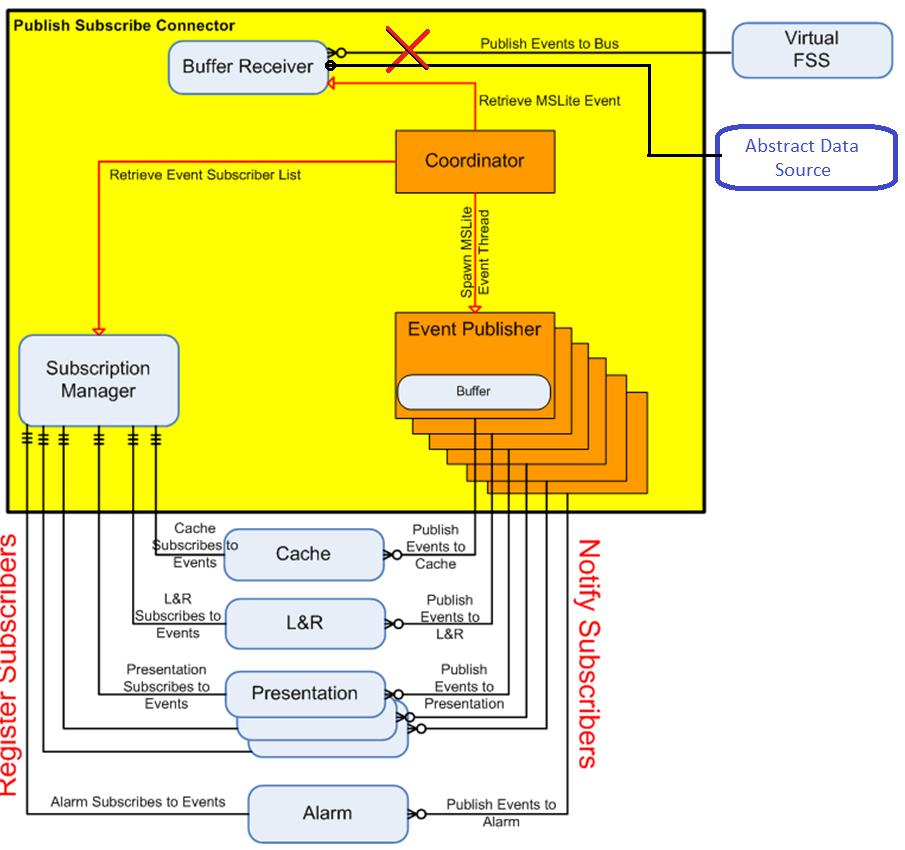 Publish Subscribe Connector
Buffer Receiver
Publish Events to Bus
Virtual
FSS
Retrieve MSLite Event
Abstract Data
Source
Coordinator
Retrieve Event Subscriber List
Spawn MSLite
Event Thread
Event Publisher
Buffer
Subscription
Manager
Register Subscribers
Notify Subscribers
Cache
Subscribes to
Events
Cache
Publish
Events to
Cache
L&R
Subscribes to
Events
L&R
Publish
Events to
L&R
Presentation
Subscribes to
Events
Presentation
Publish
Events to
Presentation
Alarm Subscribes to Events
Alarm
Publish Events to
Alarm